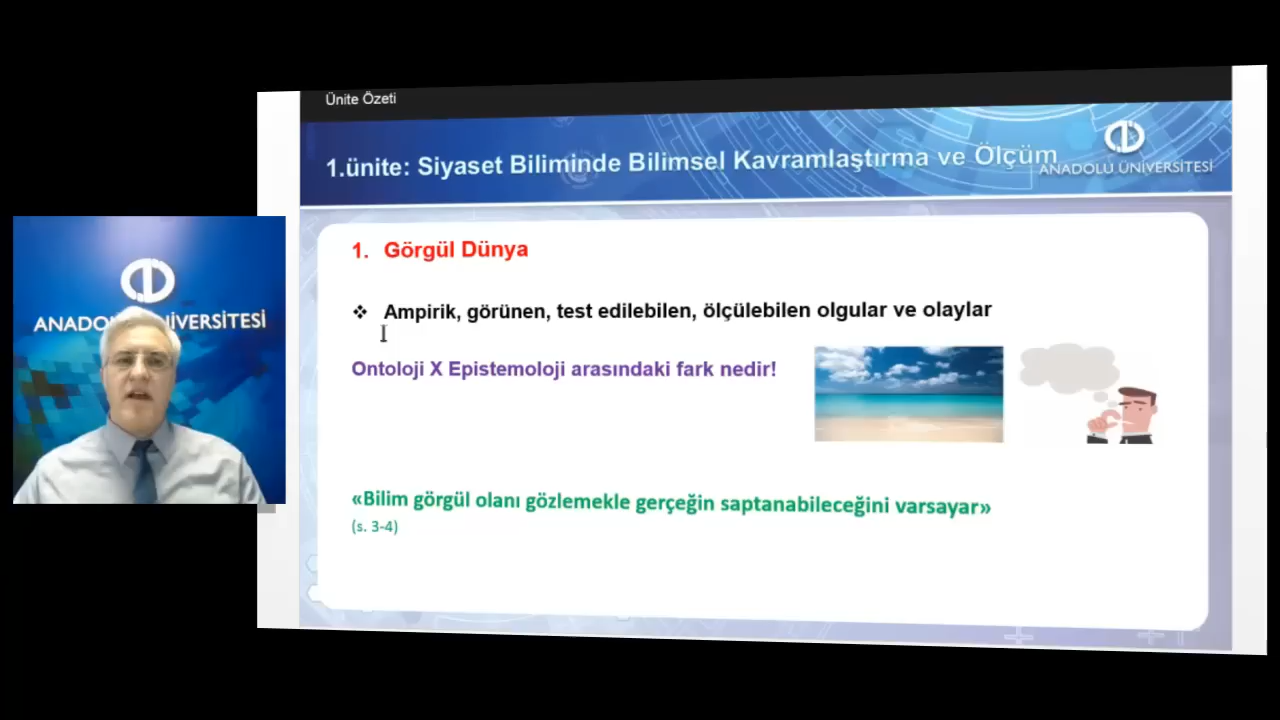 Ünite Özeti
1.ünite: Siyaset Biliminde Bilimsel Kavramlaştırma ve Ölçüm
ANADOLU ÜNİVERSİTESİ
1. Görgül Dünya
❖ Ampirik, görünen, test edilebilen, ölçülebilen olgular ve olaylar
Ontoloji X Epistemoloji arasındaki fark nedir!
«Bilim görgül olanı gözlemekle gerçeğin saptanabileceğini varsayar»
(s. 3-4)
ANADOLU ÜNİVERSİTESİ